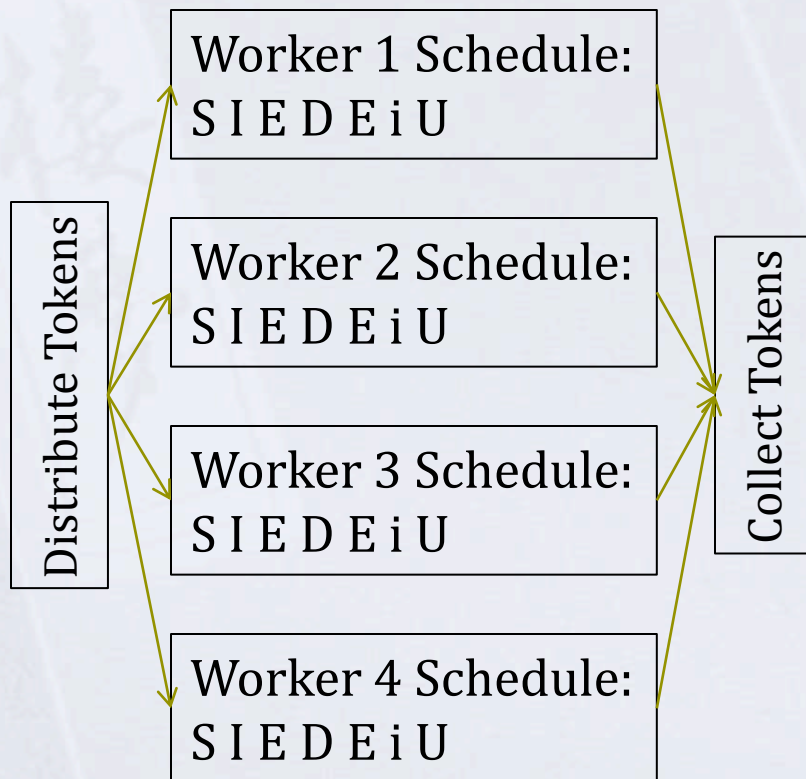 Distribute Tokens
Worker 1 Schedule:
S I E D E i U
Worker 2 Schedule:
S I E D E i U
Worker 3 Schedule:
S I E D E i U
Worker 4 Schedule:
S I E D E i U
Collect Tokens